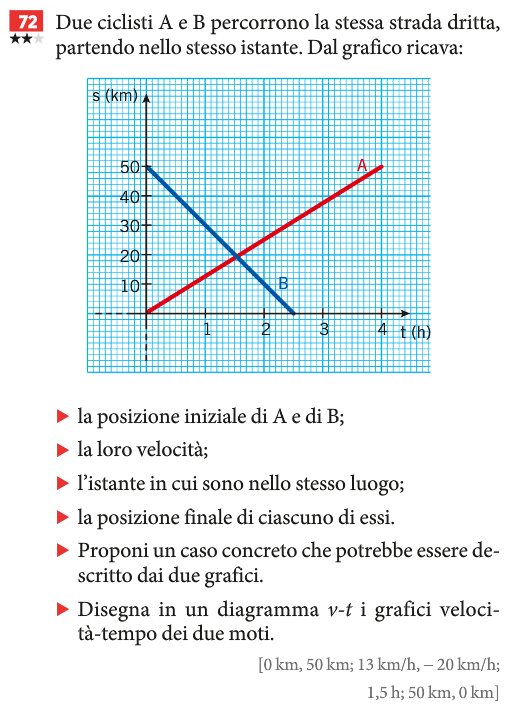 72 Due ciclisti A e B percorrono la stessa strada dritta,
partendo nello stesso istante. Dal grafico ricava:
s (km)
50
40
30
20
10
A
B
1 2 3 4 t (h)
la posizione iniziale di A e di B;
la loro velocità;
l'istante in cui sono nello stesso luogo;
la posizione finale di ciascuno di essi.
Proponi un caso concreto che potrebbe essere de-
scritto dai due grafici.
Disegna in un diagramma v-t i grafici veloci-
tà-tempo dei due moti.
[0 km, 50 km; 13 km/h, − 20 km/h;
1,5 h; 50 km, 0 km]